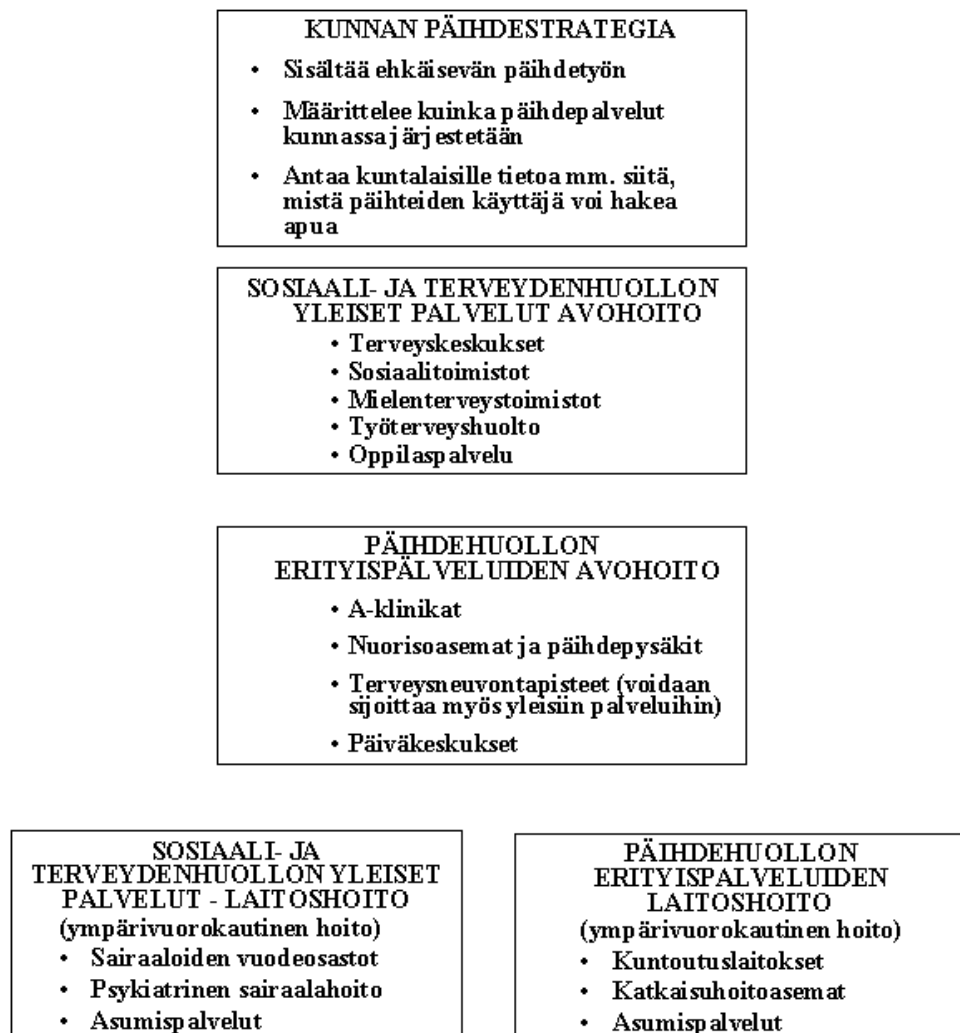 KUNNAN PÄIHDESTRATEGIA
• Sisältää ehkäisevän päihdetyön
• Määrittelee kuinka päihdepalvelut
kunnassa järjestetään
• Antaa kuntalaisille tietoa mm. siitä,
mistä päihteiden käyttäjä voi hakea
apua
SOSIAALI- JA TERVEYDENHUOLLON
YLEISET PALVELUT AVOHOITO
• Terveyskeskukset
• Sosiaalitoimistot
• Mielenterveystoimistot
• Työterveyshuolto
• Oppilaspalvelu
PÄIHDEHUOLLON
ERITYISPÄLVELUIDEN AVOHOITO
• A-klinikat
• Nuorisoasemat ja päihdepysäkit
• Terveysneuvontapisteet (voidaan
sijoittaa myös yleisiin palveluihin)
• Päiväkeskukset
SOSIAALI- JA
TERVEYDENHUOLLON YLEISET
PALVELUT - LAITOSHOITO
(ympärivuorokautinen hoito)
• Sairaaloiden vuodeosastot
• Psykiatrinen sairaalahoito
• Asumispalvelut
PÄIHDEHUOLLON
ERITYISPALVELUIDEN
LAITOSHOITO
(ympärivuorokautinen hoito)
• Kuntoutuslaitokset
• Katkaisuhoitoasemat
• Asumispalvelut